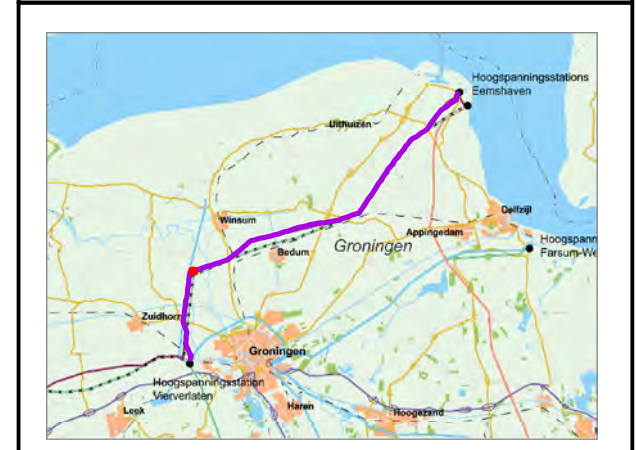 Hoogspanningsstations
Eemshaven
Uithuizen
Delfzijl
Winsum
Appingedam
Groningen
Hoogspann
Farsum-We
Bedum
Zuidhorn
Groningen
Hoogspanningsstation
Vierverlaten
Leek
Haren
Hoogezand